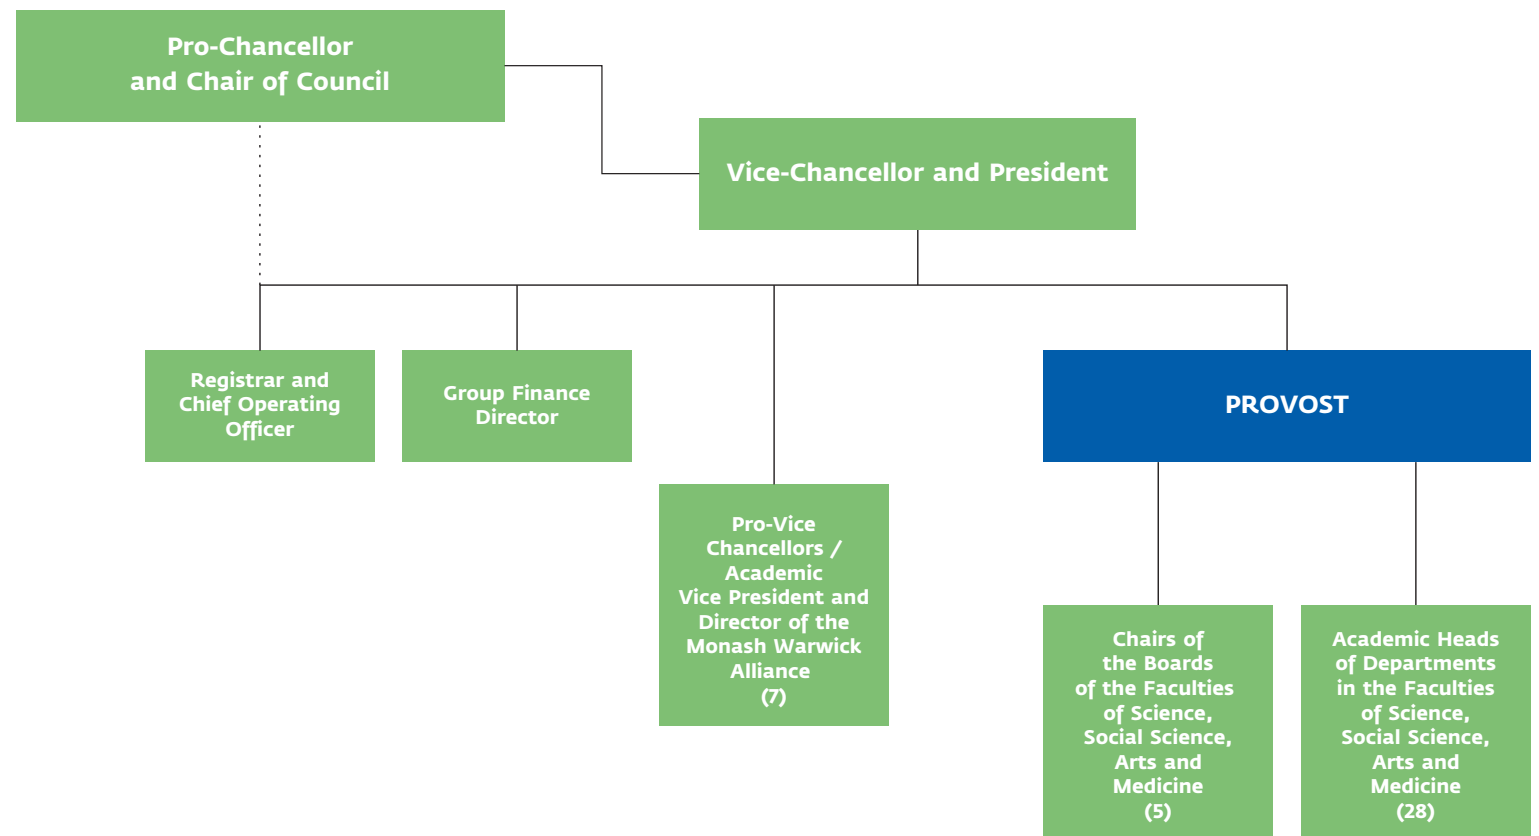 Pro-Chancellor
and Chair of Council
Vice-Chancellor and President
Registrar and
Chief Operating
Officer
Group Finance
Director
PROVOST
Pro-Vice
Chancellors /
Academic
Vice President and
Director of the
Monash Warwick
Alliance
(7)
Chairs of
the Boards
of the Faculties
of Science,
Social Science,
Arts and
Medicine
(5)
Academic Heads
of Departments
in the Faculties
of Science,
Social Science,
Arts and
Medicine
(28)